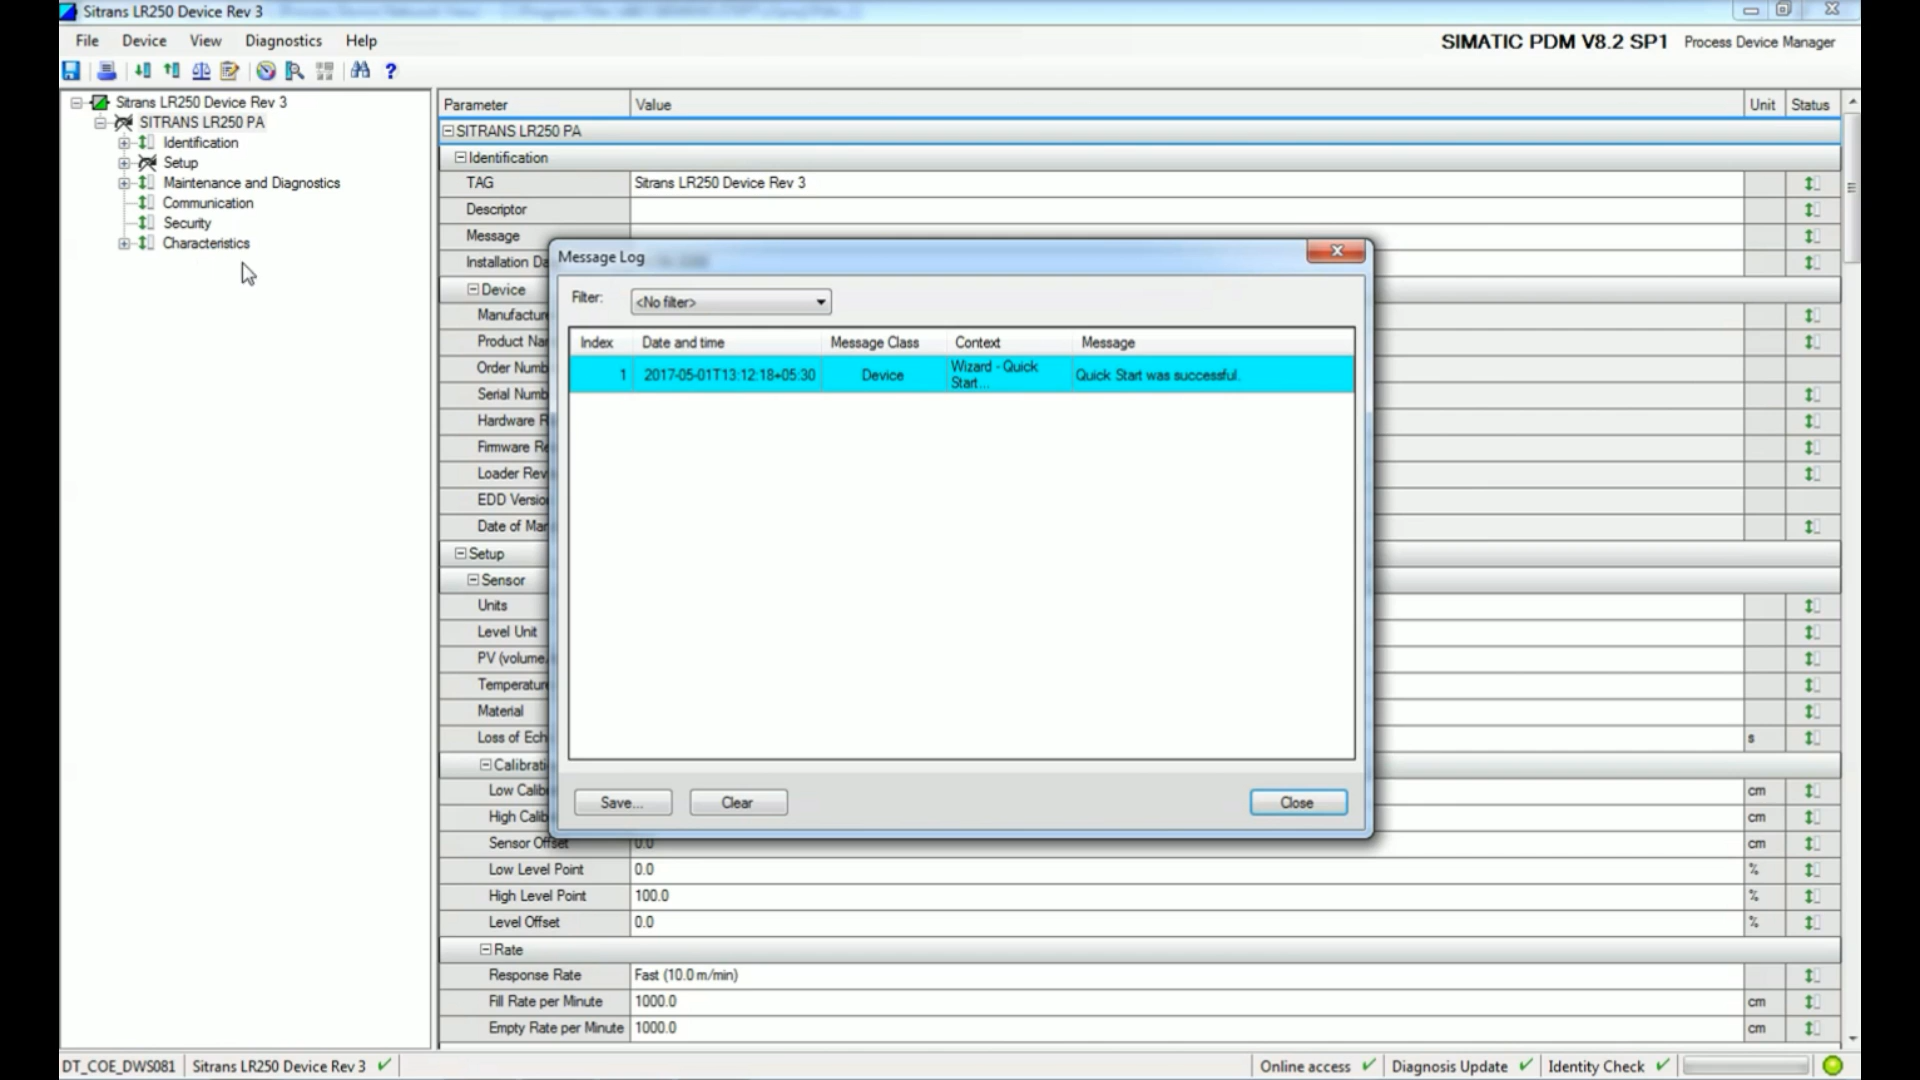 Sitrans LR250 Device Rev 3
File Device View Diagnostics Help
SIMATIC PDM V8.2 SP1 Process Device Manager
Sitrans LR250 Device Rev 3
SITRANS LR250 PA
Identification
Setup
Maintenance and Diagnostics
Communication
Security
Characteristics
Parameter Value Unit Status
SITRANS LR250 PA
Identification
TAG Sitrans LR250 Device Rev 3
Descriptor
Message
Installation Da
Device
Manufactur
Product Nar
Order Numb
Serial Numb
Hardware R
Firmware Re
Loader Rev
EDD Versio
Date of Mar
Setup
Sensor
Units
Level Unit
PV (volume,
Temperatur
Material
Loss of Ech s
Calibrati
Low Calib cm
High Calib cm
Sensor Offset 0.0 cm
Low Level Point 0.0 %
High Level Point 100.0 %
Level Offset 0.0 %
Rate
Response Rate Fast (10.0 m/min)
Fill Rate per Minute 1000.0 cm
Empty Rate per Minute 1000.0 cm
Message Log
Filter: <No filter>
Index Date and time Message Class Context Message
1 2017-05-01T13:12:18+05:30 Device Wizard - Quick Start... Quick Start was successful.
Save... Clear Close
DT_COE_DWS081 Sitrans LR250 Device Rev 3 Online access Diagnosis Update Identity Check